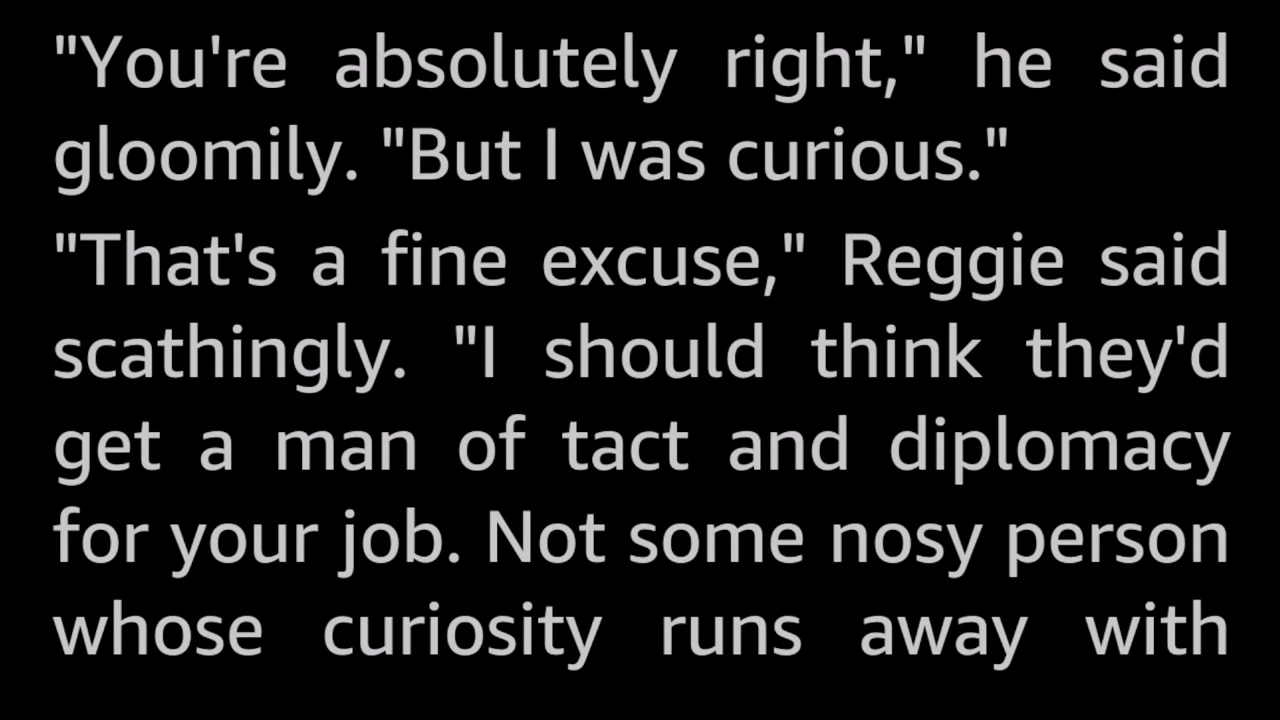 "You're absolutely right," he said
gloomily. "But I was curious."
"That's a fine excuse," Reggie said
scathingly. "I should think they'd
get a man of tact and diplomacy
for your job. Not some nosy person
whose curiosity runs away with